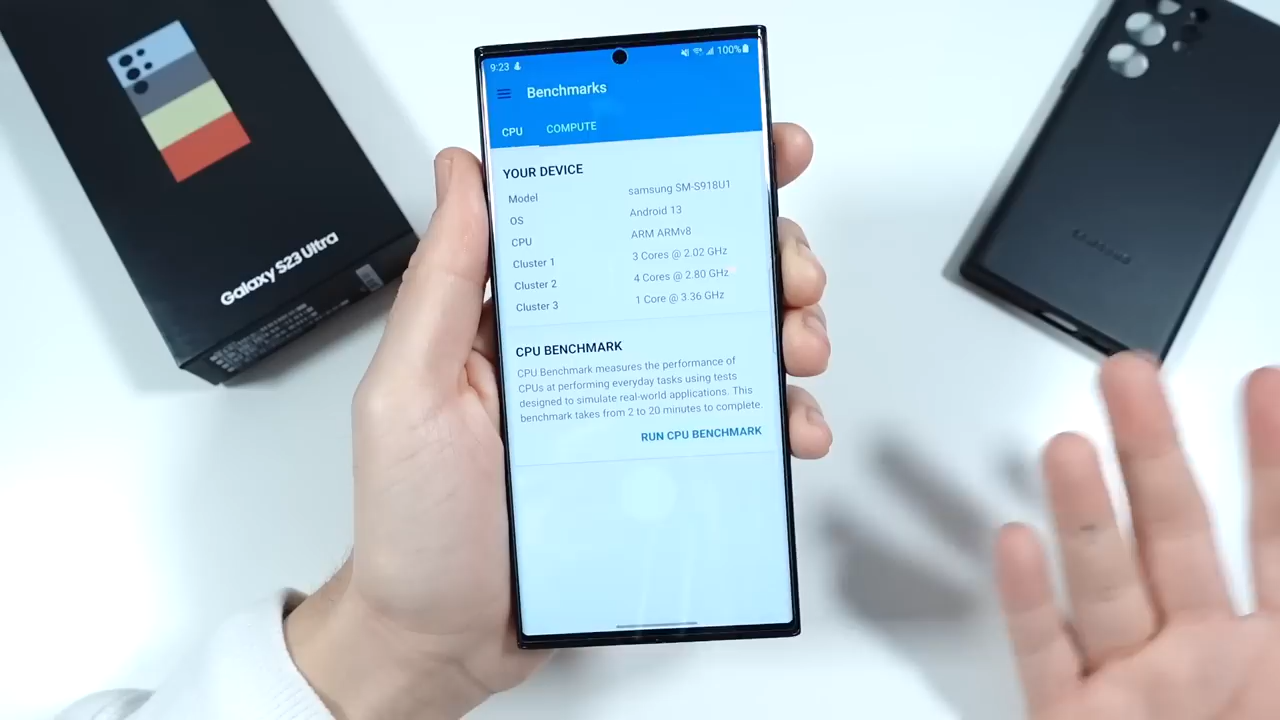 Galaxy S23 Ultra
9:23 100%
Benchmarks
CPU COMPUTE
YOUR DEVICE
Model samsung SM-S918U1
OS Android 13
CPU ARM ARMv8
Cluster 1 3 Cores @ 2.02 GHz
Cluster 2 4 Cores @ 2.80 GHz
Cluster 3 1 Core @ 3.36 GHz
CPU BENCHMARK
CPU Benchmark measures the performance of
CPUs at performing everyday tasks using tests
designed to simulate real-world applications. This
benchmark takes from 2 to 20 minutes to complete.
RUN CPU BENCHMARK
SAMSUNG